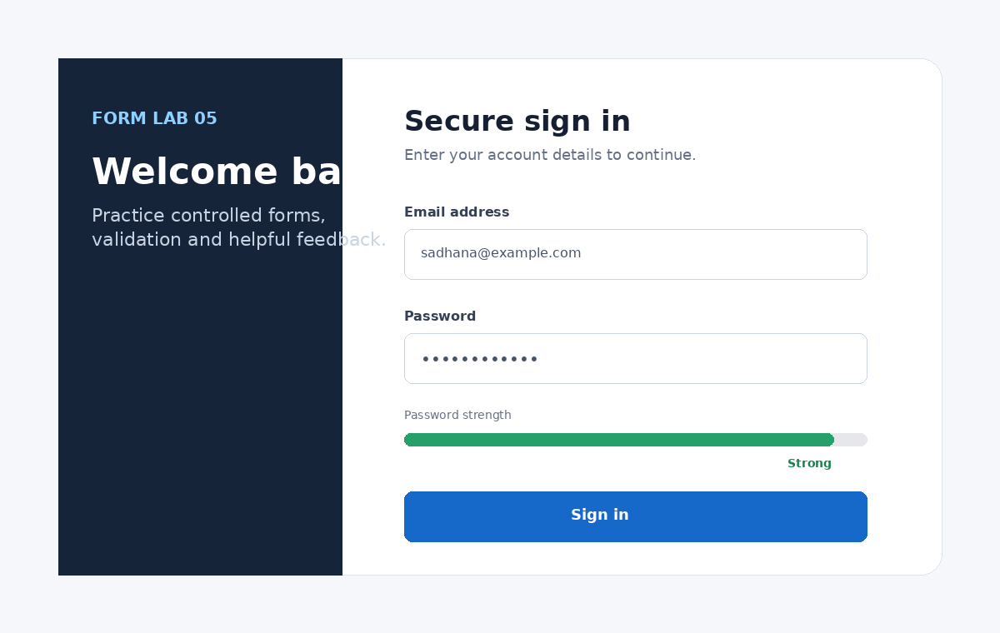 FORM LAB 05
Welcome ba
Practice controlled forms,
validation and helpful feedback.
Secure sign in
Enter your account details to continue.
Email address
sadhana@example.com
Password
••••••••••••
Password strength
Strong
Sign in